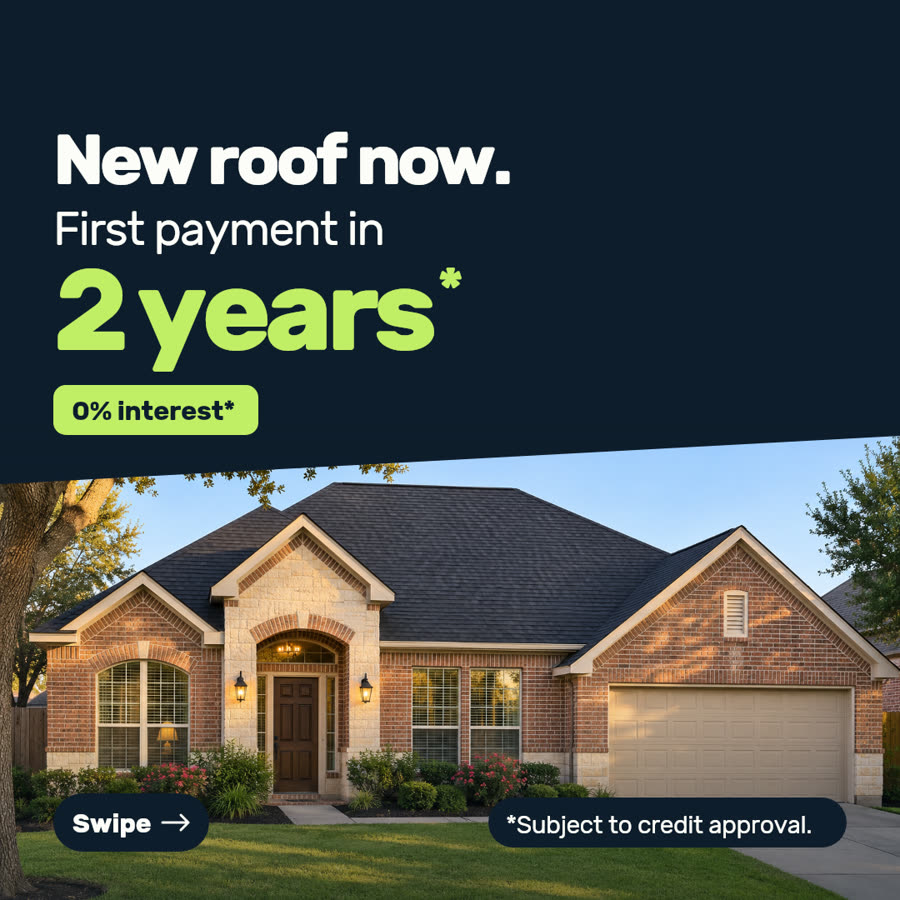 New roof now.
First payment in
2 years*
0% interest*
Swipe →
*Subject to credit approval.